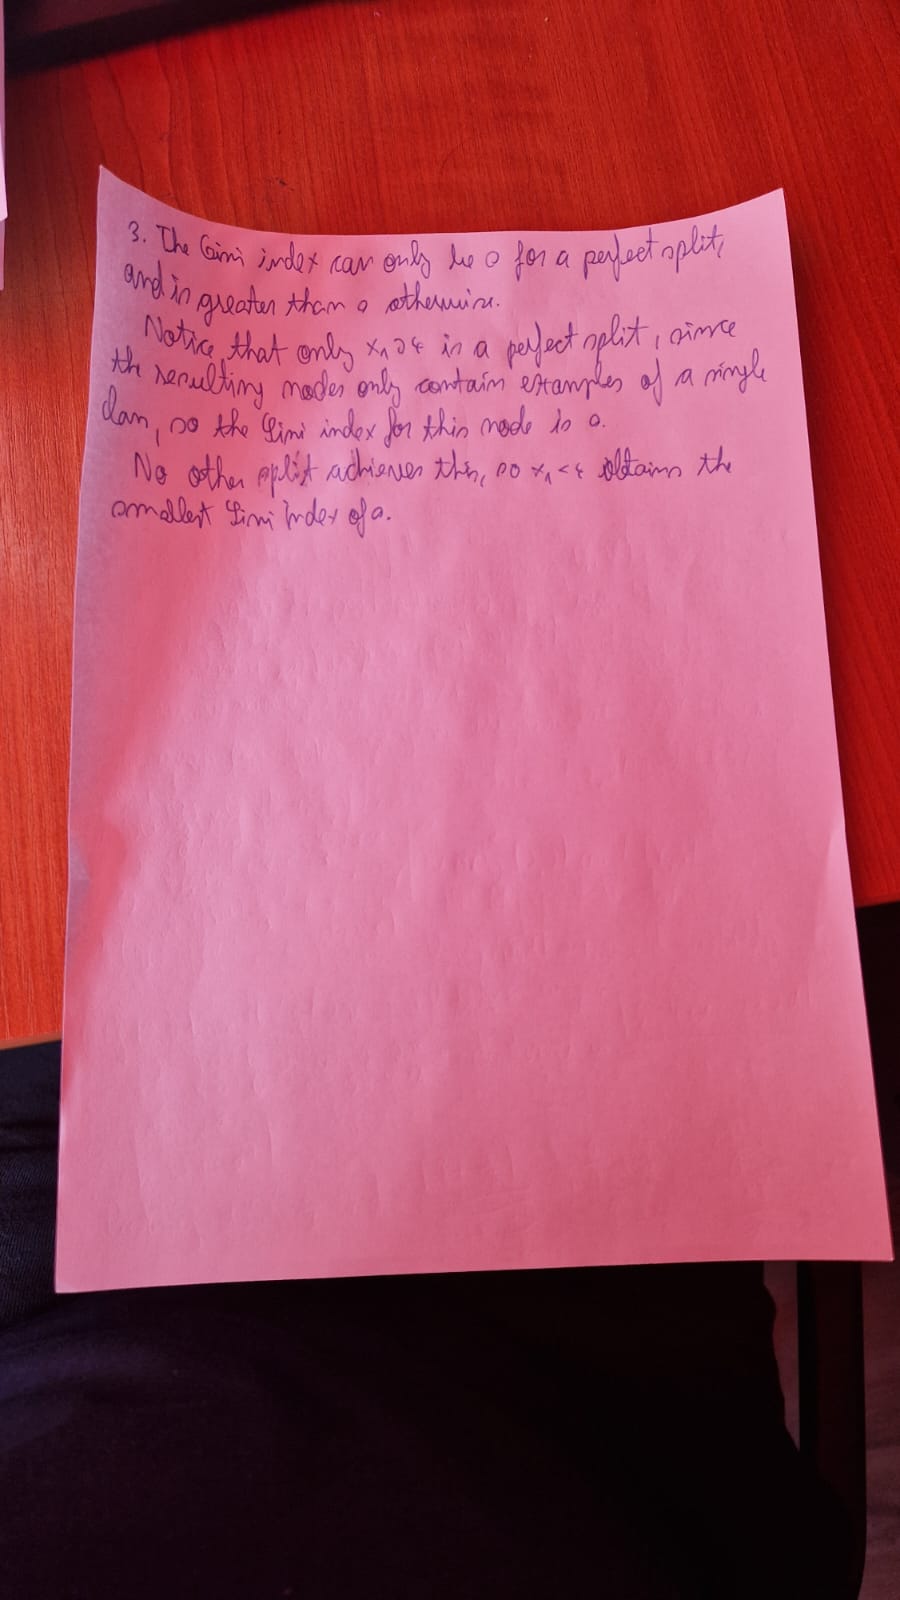 3. The Gini index can only be 0 for a perfect split,
and is greater than 0 otherwise.
Notice that only x₁ > 4 is a perfect split, since
the resulting nodes only contain examples of a single
class, so the Gini index for this node is 0.
No other split achieves this, so x₁ < 4 obtains the
smallest Gini index of 0.